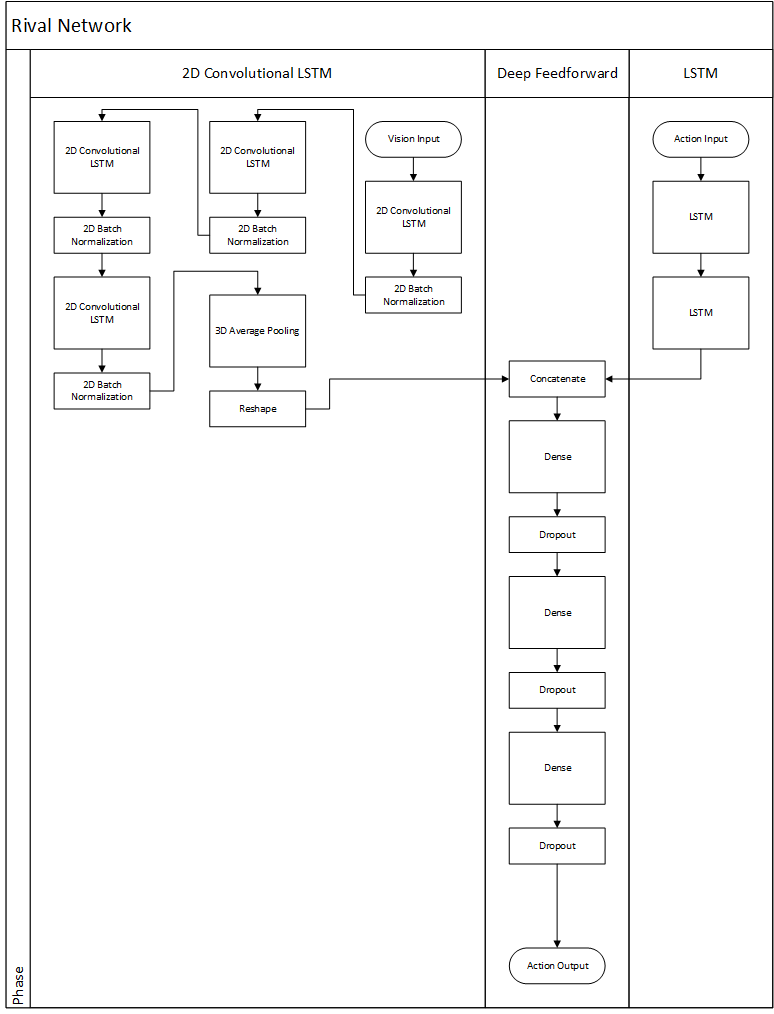 Rival Network
2D Convolutional LSTM
Deep Feedforward
LSTM
Vision Input
2D Convolutional
LSTM
2D Batch
Normalization
2D Convolutional
LSTM
2D Batch
Normalization
2D Convolutional
LSTM
2D Batch
Normalization
2D Convolutional
LSTM
2D Batch
Normalization
3D Average Pooling
Reshape
Action Input
LSTM
LSTM
Concatenate
Dense
Dropout
Dense
Dropout
Dense
Dropout
Action Output
Phase